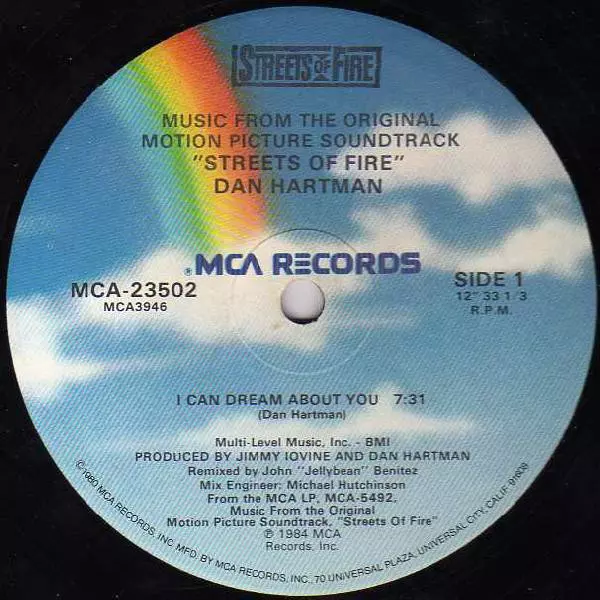 STREETS OF FIRE
MUSIC FROM THE ORIGINAL
MOTION PICTURE SOUNDTRACK
"STREETS OF FIRE"
DAN HARTMAN
® MCA RECORDS
MCA-23502
MCA3946
SIDE 1
12" 33 1/3
R.P.M.
I CAN DREAM ABOUT YOU 7:31
(Dan Hartman)
Multi-Level Music, Inc. - BMI
PRODUCED BY JIMMY IOVINE AND DAN HARTMAN
Remixed by John "Jellybean" Benitez
Mix Engineer: Michael Hutchinson
From the MCA LP, MCA-5492,
Music From the Original
Motion Picture Soundtrack, "Streets Of Fire"
℗ 1984 MCA
Records, Inc.
©1980 MCA RECORDS, INC. MFD. BY MCA RECORDS, INC., 70 UNIVERSAL PLAZA, UNIVERSAL CITY, CALIF. 91608